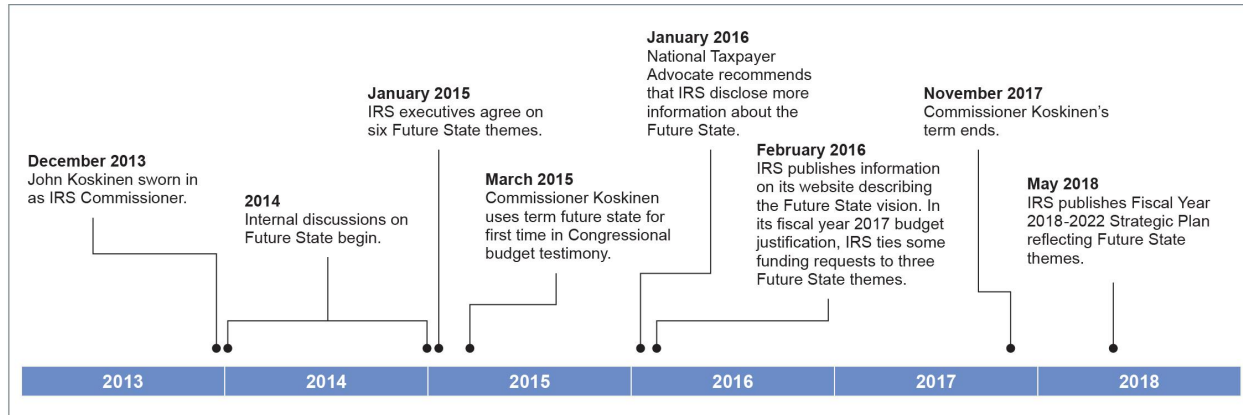 December 2013
John Koskinen sworn in
as IRS Commissioner.
2014
Internal discussions on
Future State begin.
January 2015
IRS executives agree on
six Future State themes.
March 2015
Commissioner Koskinen
uses term future state for
first time in Congressional
budget testimony.
January 2016
National Taxpayer
Advocate recommends
that IRS disclose more
information about the
Future State.
February 2016
IRS publishes information
on its website describing
the Future State vision. In
its fiscal year 2017 budget
justification, IRS ties some
funding requests to three
Future State themes.
November 2017
Commissioner Koskinen’s
term ends.
May 2018
IRS publishes Fiscal Year
2018-2022 Strategic Plan
reflecting Future State
themes.
2013
2014
2015
2016
2017
2018